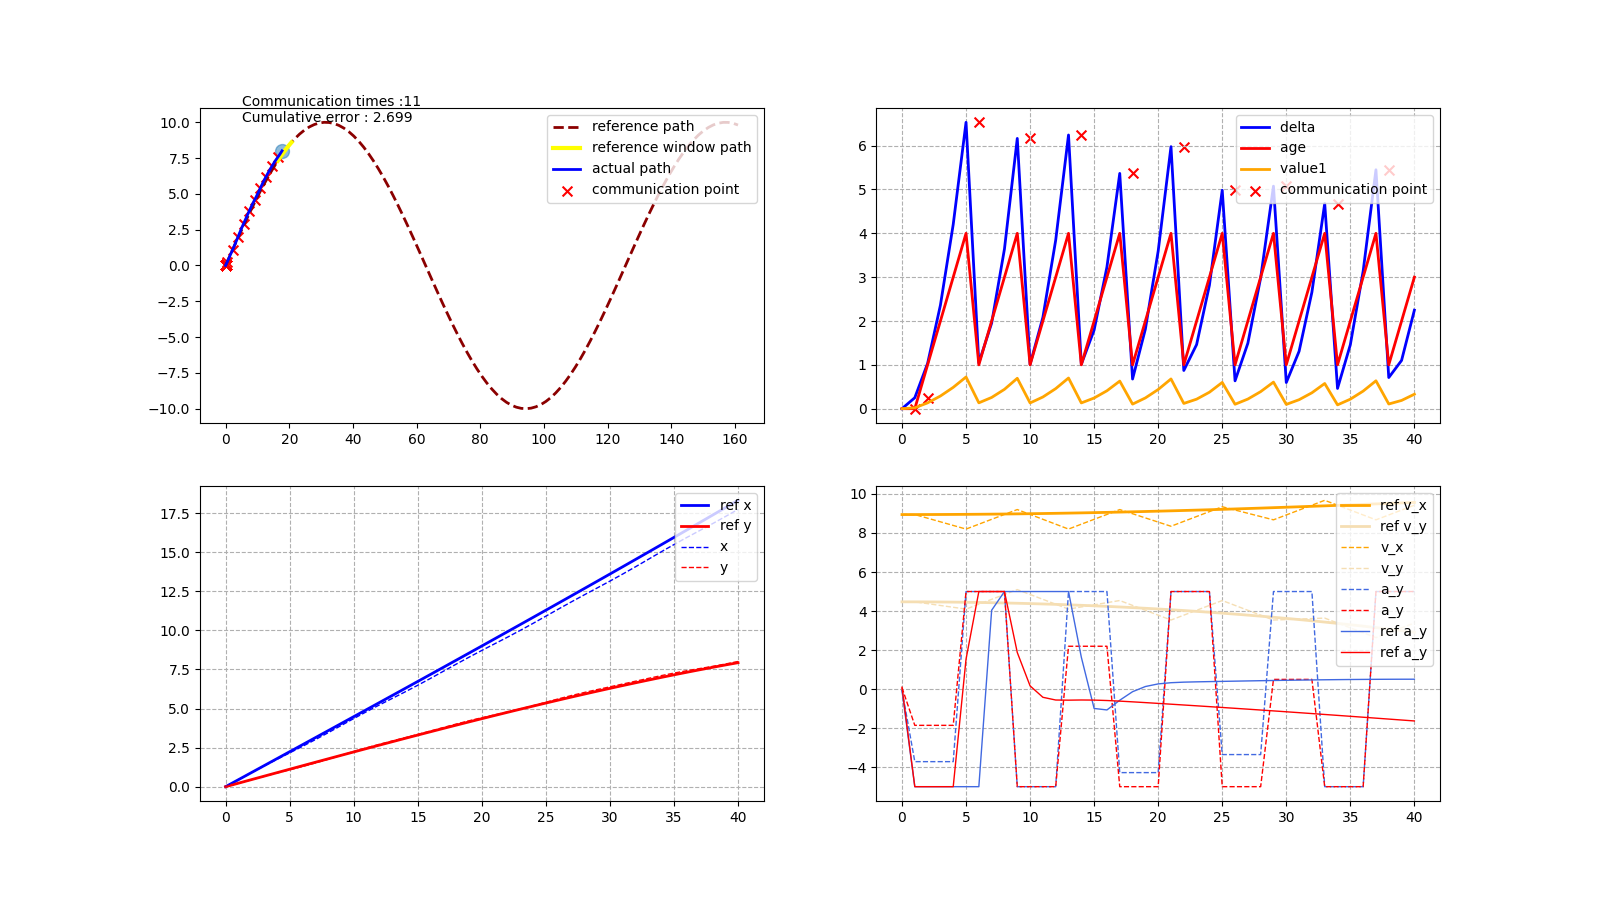 Communication times :11
Cumulative error : 2.699
10.0
7.5
5.0
2.5
0.0
−2.5
−5.0
−7.5
−10.0
0 20 40 60 80 100 120 140 160
reference path
reference window path
actual path
communication point
6
5
4
3
2
1
0
0 5 10 15 20 25 30 35 40
delta
age
value1
communication point
17.5
15.0
12.5
10.0
7.5
5.0
2.5
0.0
0 5 10 15 20 25 30 35 40
ref x
ref y
x
y
10
8
6
4
2
0
−2
−4
0 5 10 15 20 25 30 35 40
ref v_x
ref v_y
v_x
v_y
a_y
a_y
ref a_y
ref a_y